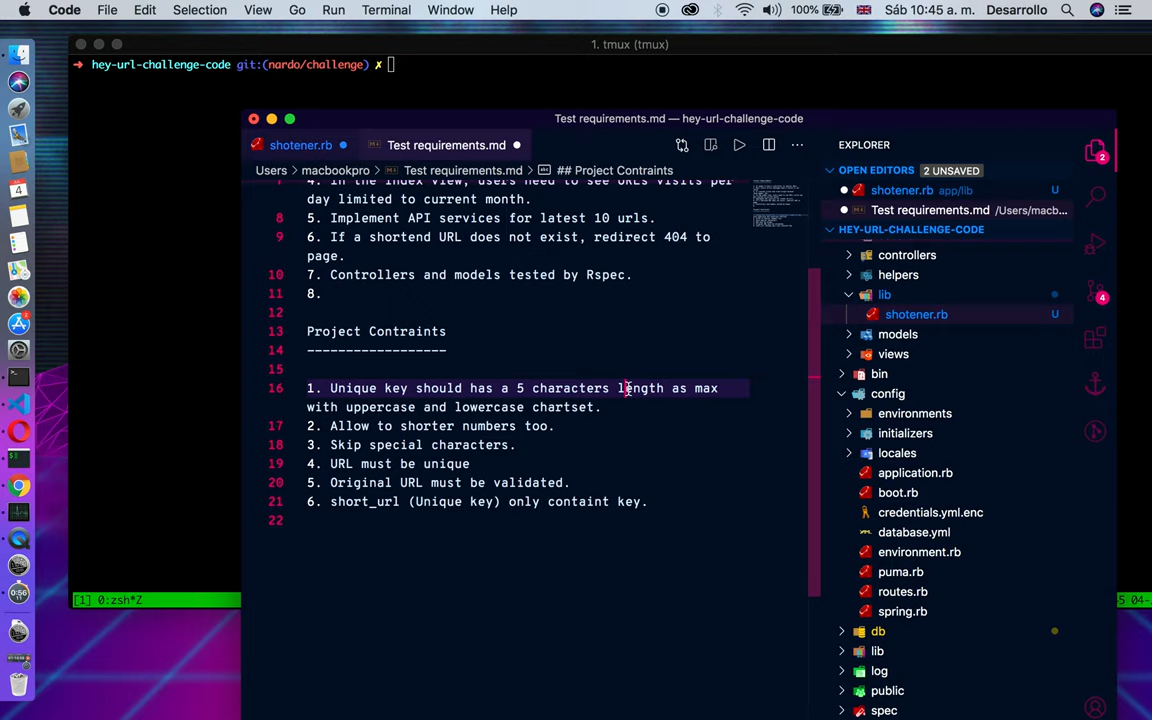 Code File Edit Selection View Go Run Terminal Window Help 100% Sáb 10:45 a. m. Desarrollo
1. tmux (tmux)
hey-url-challenge-code git:(nardo/challenge) ✗
Test requirements.md — hey-url-challenge-code
shotener.rb Test requirements.md
Users > macbookpro > Test requirements.md > ## Project Contraints
day limited to current month.
8 5. Implement API services for latest 10 urls.
9 6. If a shortend URL does not exist, redirect 404 to
page.
10 7. Controllers and models tested by Rspec.
11 8.
12
13 Project Contraints
14 ------------------
15
16 1. Unique key should has a 5 characters length as max
with uppercase and lowercase chartset.
17 2. Allow to shorter numbers too.
18 3. Skip special characters.
19 4. URL must be unique
20 5. Original URL must be validated.
21 6. short_url (Unique key) only containt key.
22
EXPLORER
OPEN EDITORS 2 UNSAVED
shotener.rb app/lib U
Test requirements.md /Users/macb...
HEY-URL-CHALLENGE-CODE
controllers
helpers
lib
shotener.rb U
models
views
bin
config
environments
initializers
locales
application.rb
boot.rb
credentials.yml.enc
database.yml
environment.rb
puma.rb
routes.rb
spring.rb
db
lib
log
public
spec
2
4
[1] 0:zsh*Z
4
0:56